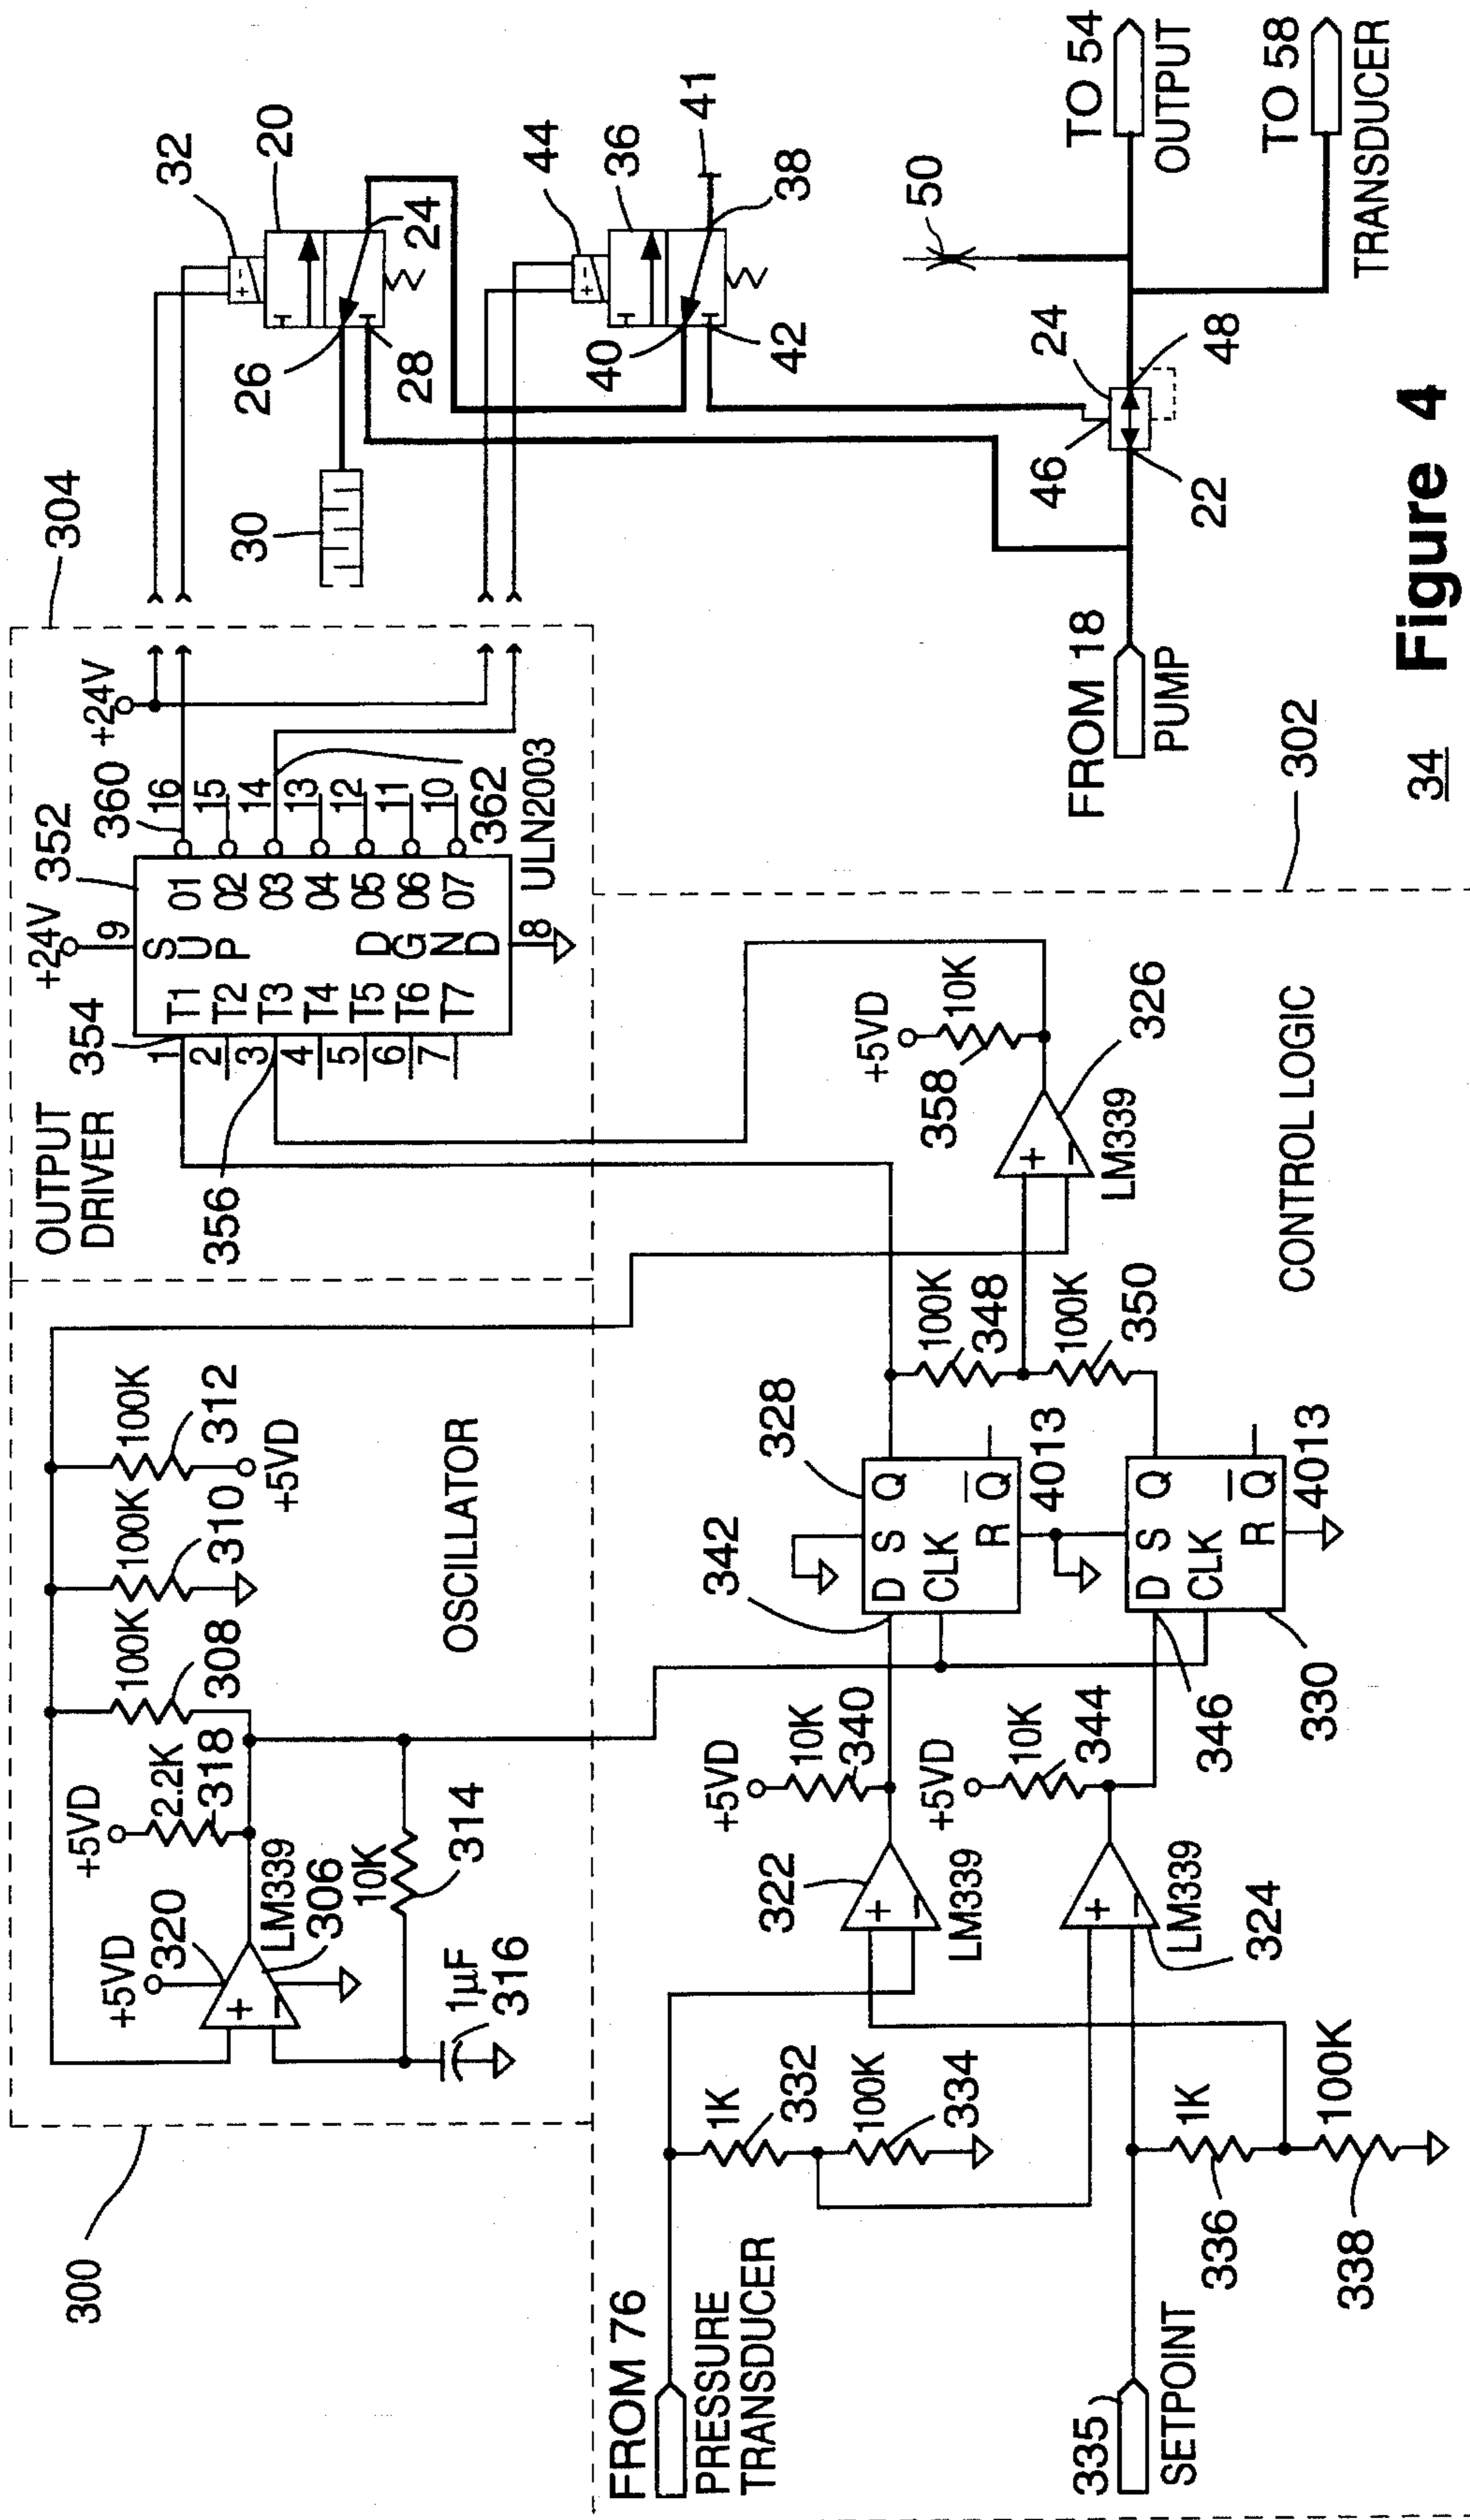 300
+5VD
320
+5VD
2.2K
318
100K
308
100K
310
100K
312
+5VD
+
−
LM339
306
10K
314
1µF
316
OSCILLATOR
OUTPUT
DRIVER
354
+24V
352
9
360
+24V
304
1
2
3
4
5
6
7
T1
T2
T3
T4
T5
T6
T7
S
U
P
D
G
N
D
01
02
03
04
05
06
07
16
15
14
13
12
11
10
8
356
362
ULN2003
32
20
+
-
24
26
28
30
44
36
+
-
41
38
40
42
50
TO 54
OUTPUT
TO 58
TRANSDUCER
24
46
48
22
FROM 18
PUMP
FROM 76
PRESSURE
TRANSDUCER
1K
332
100K
334
335
SETPOINT
1K
336
100K
338
322
+
−
LM339
+5VD
10K
340
+
−
LM339
324
+5VD
10K
344
342
328
D
S
Q
CLK
R
Q
4013
346
330
D
S
Q
CLK
R
Q
4013
100K
348
100K
350
+5VD
358
10K
+
−
LM339
326
CONTROL LOGIC
302
34
Figure 4